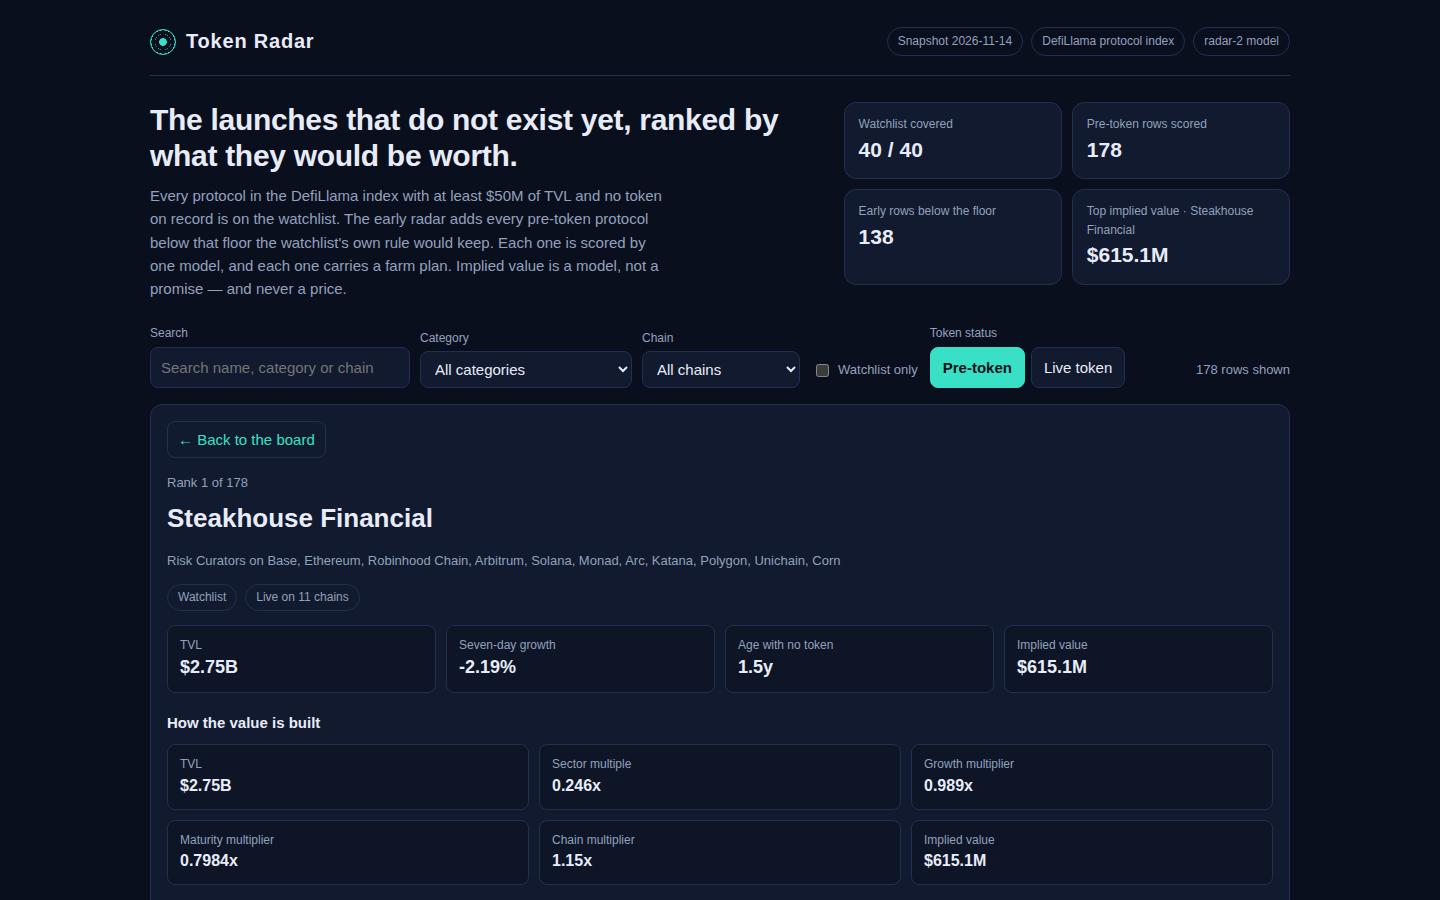 Token Radar
Snapshot 2026-11-14
DefiLlama protocol index
radar-2 model
The launches that do not exist yet, ranked by
what they would be worth.
Every protocol in the DefiLlama index with at least $50M of TVL and no token
on record is on the watchlist. The early radar adds every pre-token protocol
below that floor the watchlist's own rule would keep. Each one is scored by
one model, and each one carries a farm plan. Implied value is a model, not a
promise — and never a price.
Watchlist covered
40 / 40
Pre-token rows scored
178
Early rows below the floor
138
Top implied value · Steakhouse
Financial
$615.1M
Search
Search name, category or chain
Category
All categories
Chain
All chains
Watchlist only
Token status
Pre-token
Live token
178 rows shown
← Back to the board
Rank 1 of 178
Steakhouse Financial
Risk Curators on Base, Ethereum, Robinhood Chain, Arbitrum, Solana, Monad, Arc, Katana, Polygon, Unichain, Corn
Watchlist
Live on 11 chains
TVL
$2.75B
Seven-day growth
-2.19%
Age with no token
1.5y
Implied value
$615.1M
How the value is built
TVL
$2.75B
Sector multiple
0.246x
Growth multiplier
0.989x
Maturity multiplier
0.7984x
Chain multiplier
1.15x
Implied value
$615.1M